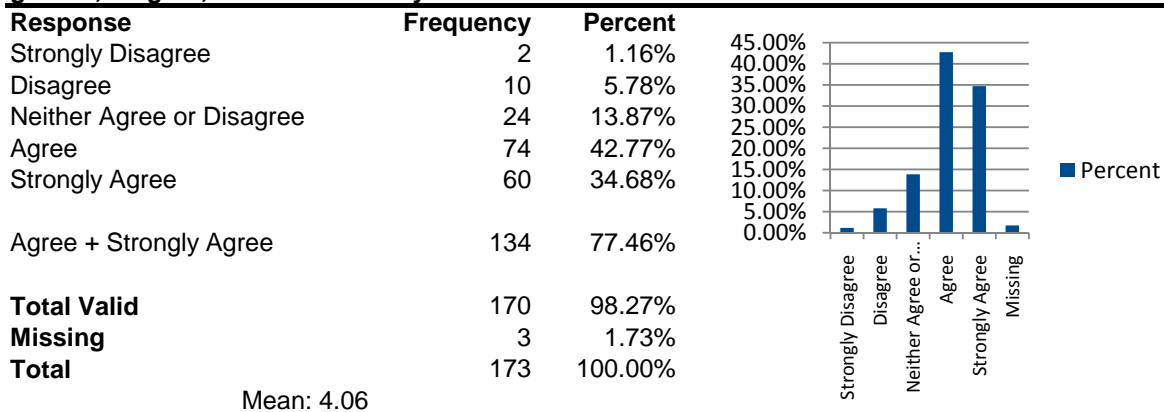 Response Frequency Percent
Strongly Disagree 2 1.16%
Disagree 10 5.78%
Neither Agree or Disagree 24 13.87%
Agree 74 42.77%
Strongly Agree 60 34.68%
Agree + Strongly Agree 134 77.46%
Total Valid 170 98.27%
Missing 3 1.73%
Total 173 100.00%
Mean: 4.06
45.00%
40.00%
35.00%
30.00%
25.00%
20.00%
15.00%
10.00%
5.00%
0.00%
Strongly Disagree
Disagree
Neither Agree or...
Agree
Strongly Agree
Missing
Percent